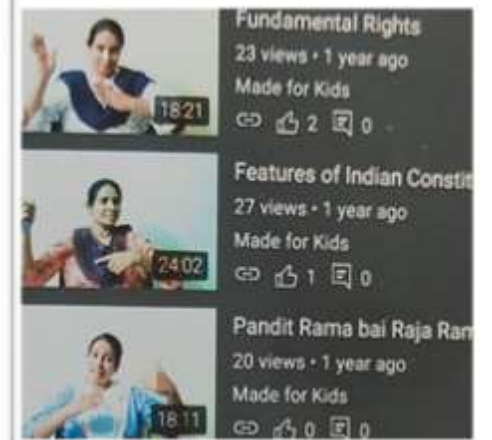 Fundamental Rights
23 views • 1 year ago
Made for Kids
2 0
18:21
Features of Indian Constit
27 views • 1 year ago
Made for Kids
1 0
24:02
Pandit Rama bai Raja Ram
20 views • 1 year ago
Made for Kids
0 0
18:11